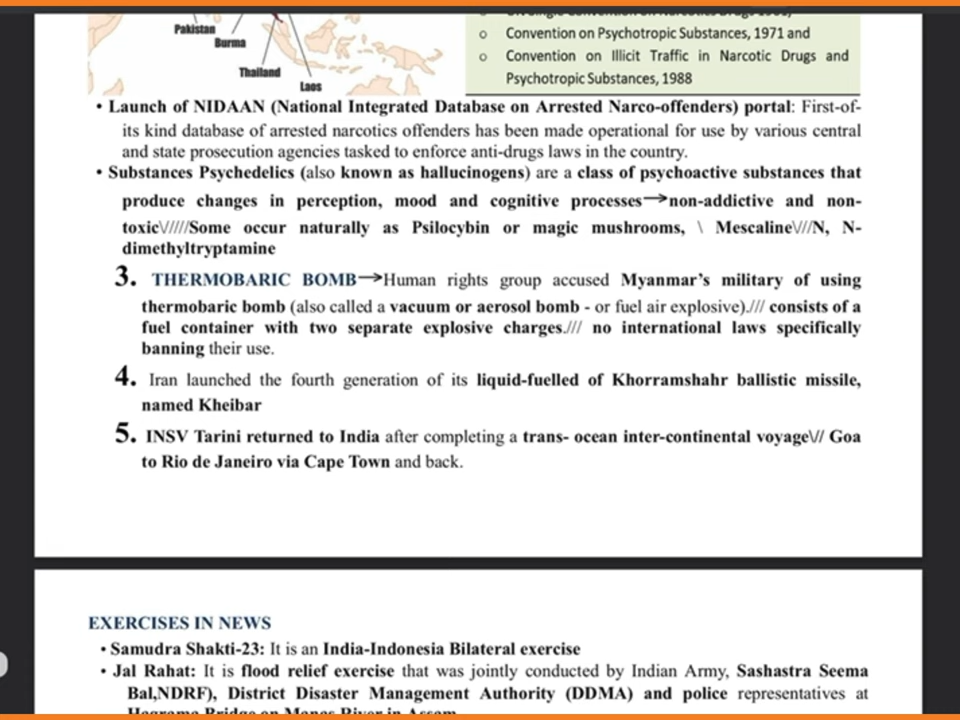 Pakistan
Burma
Thailand
Laos
o Convention on Psychotropic Substances, 1971 and
o Convention on Illicit Traffic in Narcotic Drugs and
Psychotropic Substances, 1988
• Launch of NIDAAN (National Integrated Database on Arrested Narco-offenders) portal: First-of-
its kind database of arrested narcotics offenders has been made operational for use by various central
and state prosecution agencies tasked to enforce anti-drugs laws in the country.
• Substances Psychedelics (also known as hallucinogens) are a class of psychoactive substances that
produce changes in perception, mood and cognitive processes→non-addictive and non-
toxic\/////Some occur naturally as Psilocybin or magic mushrooms, \ Mescaline\///N, N-
dimethyltryptamine
3. THERMOBARIC BOMB→Human rights group accused Myanmar's military of using
thermobaric bomb (also called a vacuum or aerosol bomb - or fuel air explosive)./// consists of a
fuel container with two separate explosive charges./// no international laws specifically
banning their use.
4. Iran launched the fourth generation of its liquid-fuelled of Khorramshahr ballistic missile,
named Kheibar
5. INSV Tarini returned to India after completing a trans- ocean inter-continental voyage\// Goa
to Rio de Janeiro via Cape Town and back.
EXERCISES IN NEWS
• Samudra Shakti-23: It is an India-Indonesia Bilateral exercise
• Jal Rahat: It is flood relief exercise that was jointly conducted by Indian Army, Sashastra Seema
Bal,NDRF), District Disaster Management Authority (DDMA) and police representatives at